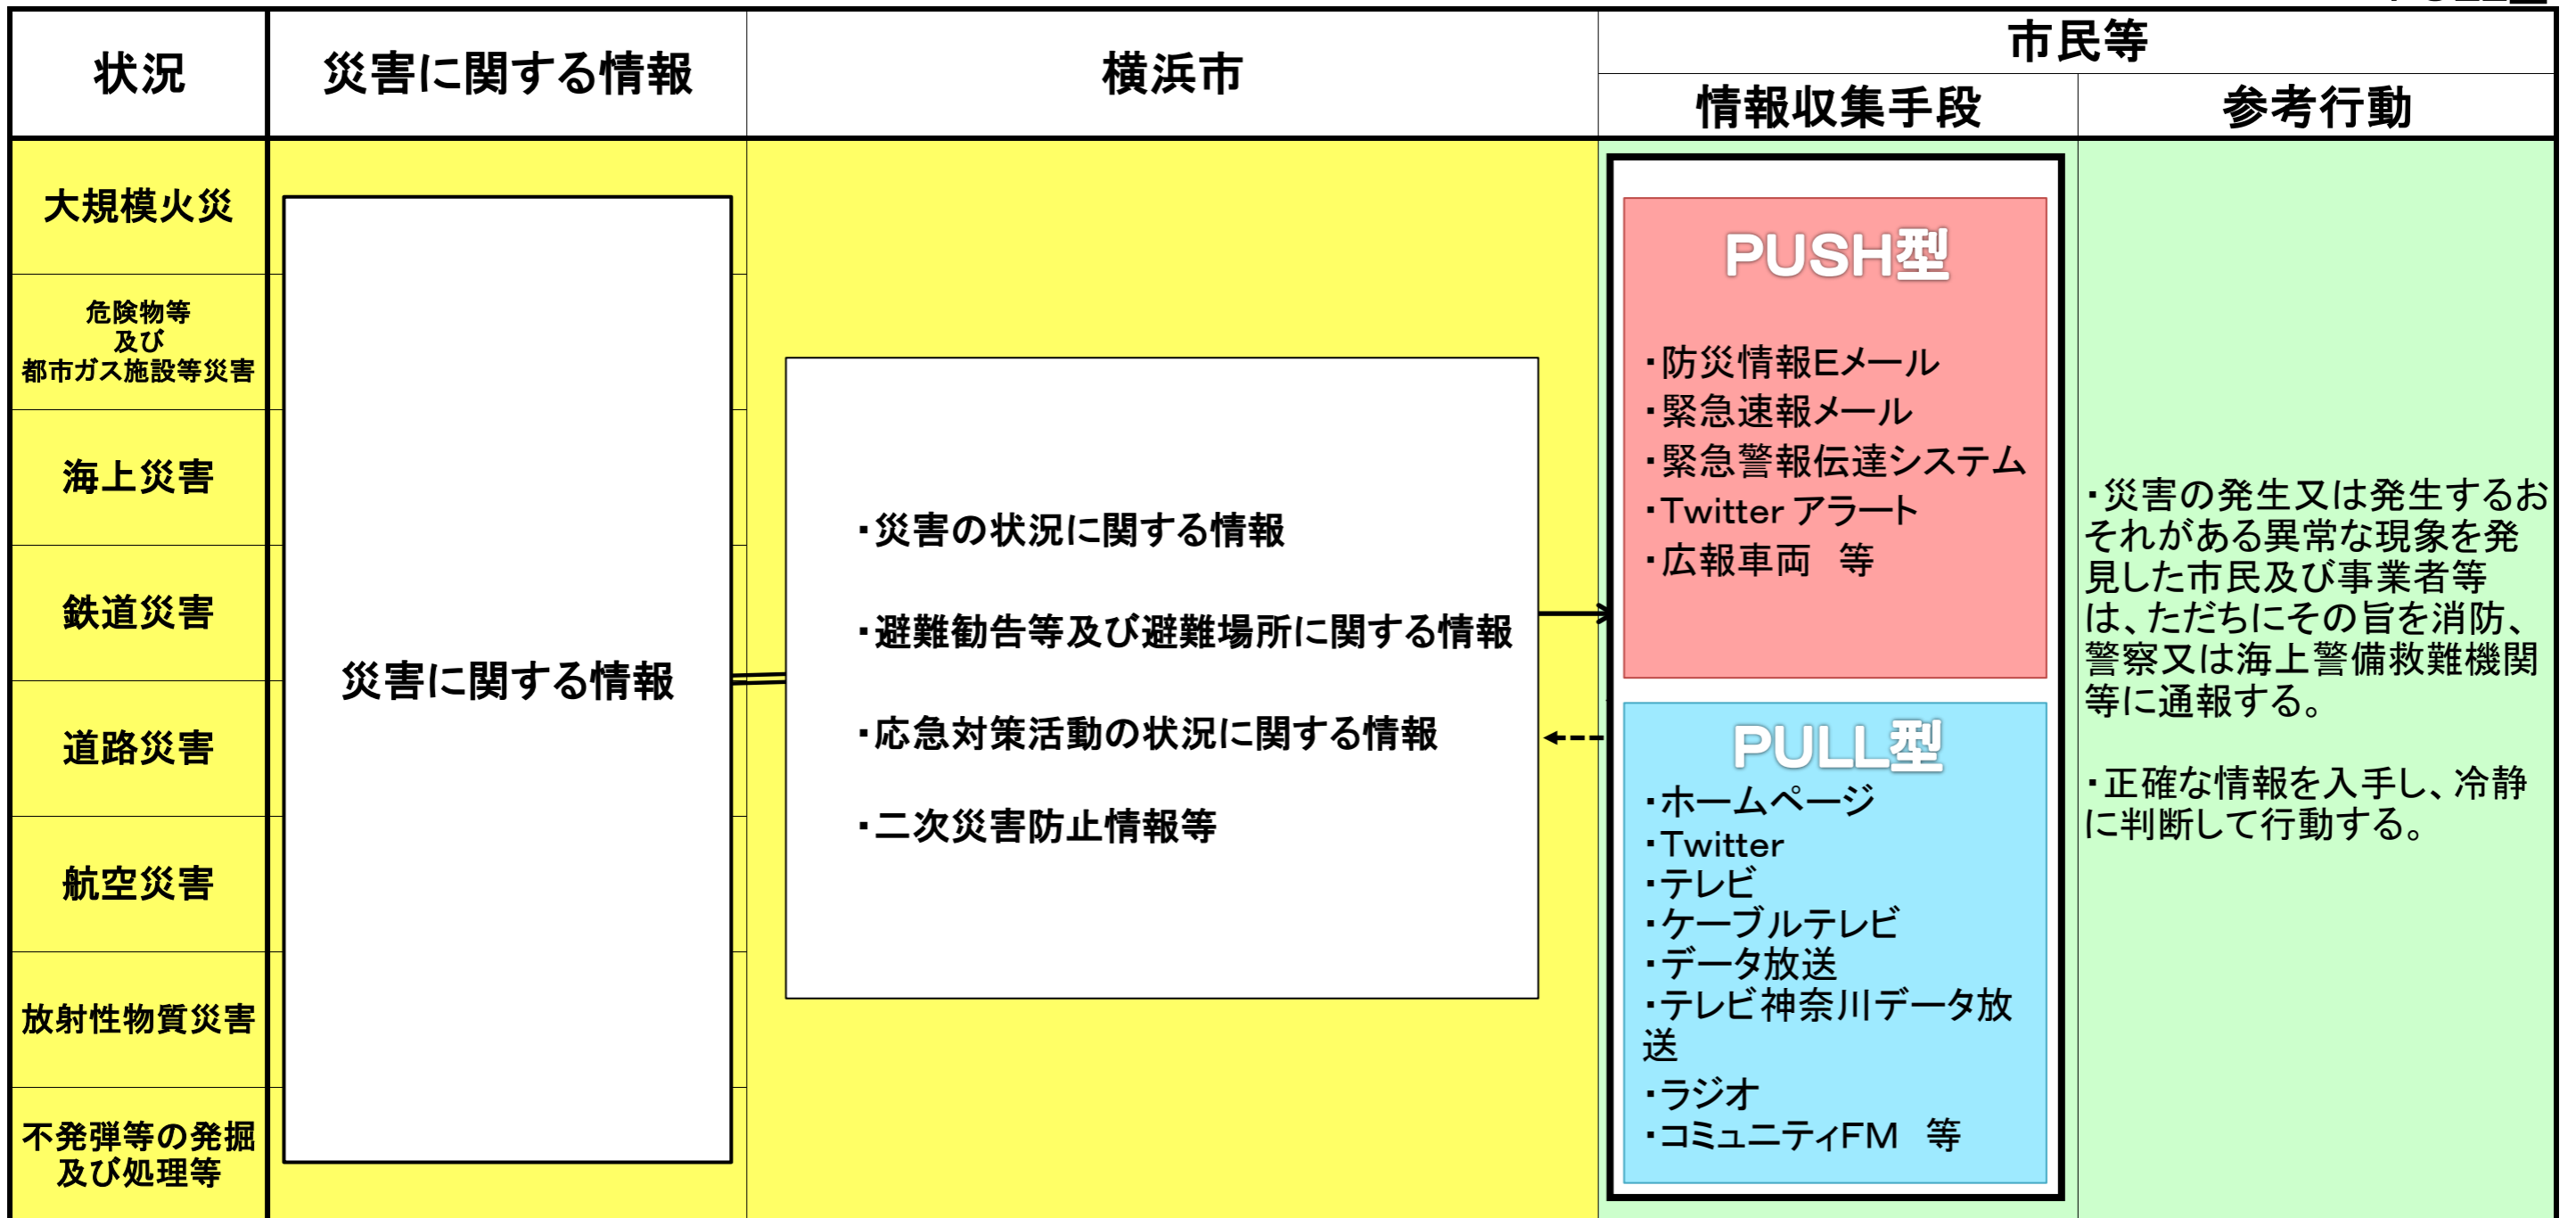 状況
災害に関する情報
横浜市
市民等
情報収集手段
参考行動
大規模火災
危険物等
及び
都市ガス施設等災害
海上災害
鉄道災害
道路災害
航空災害
放射性物質災害
不発弾等の発掘
及び処理等
災害に関する情報
・災害の状況に関する情報
・避難勧告等及び避難場所に関する情報
・応急対策活動の状況に関する情報
・二次災害防止情報等
PUSH型
・防災情報Eメール
・緊急速報メール
・緊急警報伝達システム
・Twitter アラート
・広報車両　等
PULL型
・ホームページ
・Twitter
・テレビ
・ケーブルテレビ
・データ放送
・テレビ神奈川データ放
送
・ラジオ
・コミュニティFM　等
・災害の発生又は発生するお
それがある異常な現象を発
見した市民及び事業者等
は、ただちにその旨を消防、
警察又は海上警備救難機関
等に通報する。
・正確な情報を入手し、冷静
に判断して行動する。